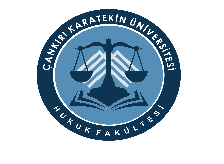 ÇANKIRI KARATEKİN ÜNİVERSİTESİ
HUKUK FAKÜLTESİ